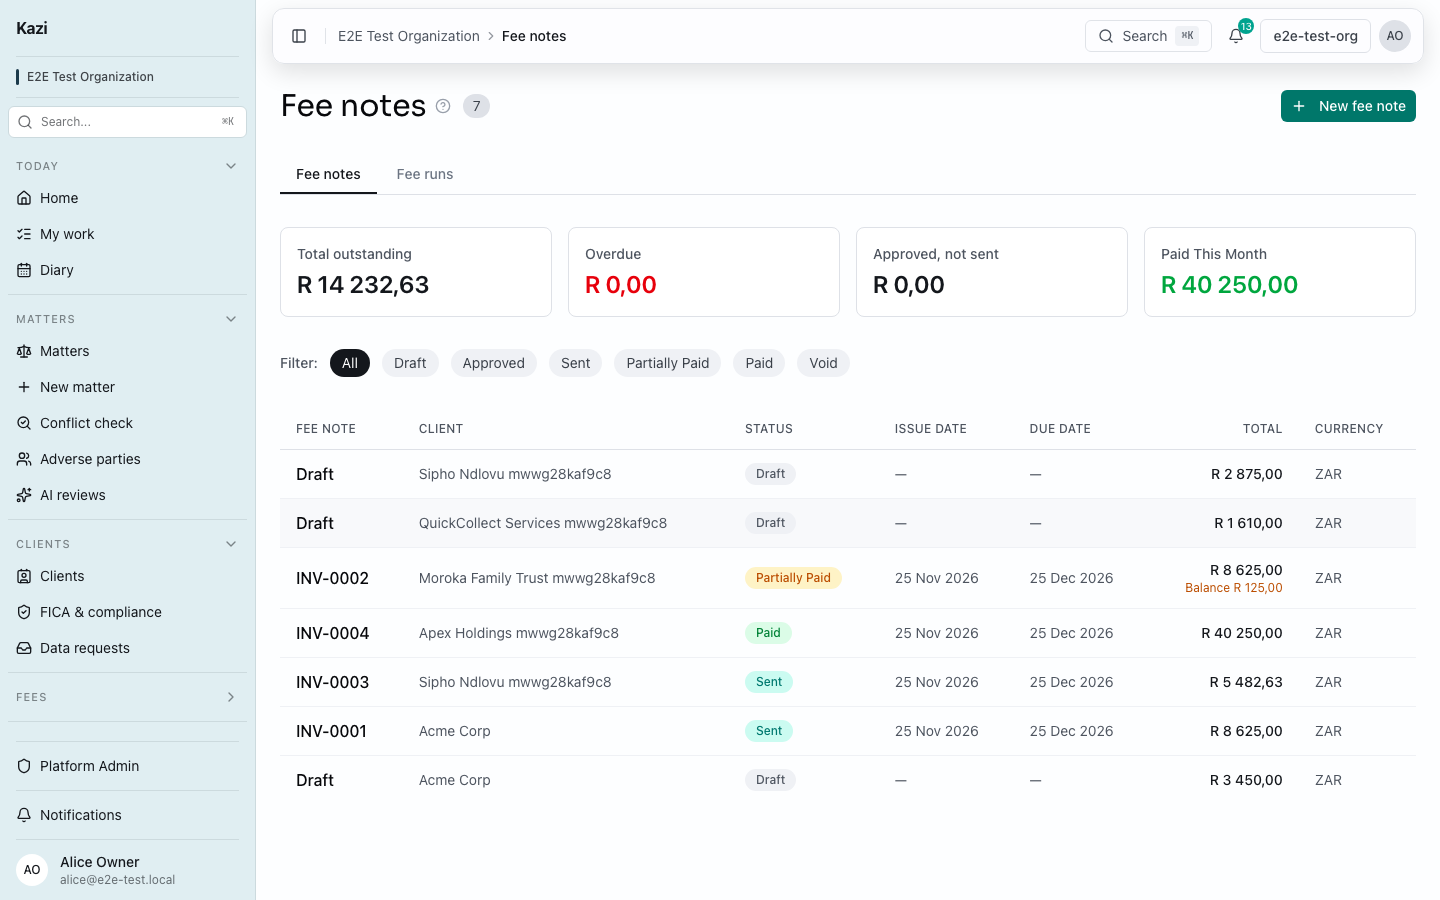 Kazi
E2E Test Organization
Search... ⌘K
TODAY
Home
My work
Diary
MATTERS
Matters
New matter
Conflict check
Adverse parties
AI reviews
CLIENTS
Clients
FICA & compliance
Data requests
FEES
Platform Admin
Notifications
AO
Alice Owner
alice@e2e-test.local
E2E Test Organization > Fee notes
Search ⌘K
13
e2e-test-org
AO
Fee notes 7
New fee note
Fee notes Fee runs
Total outstanding
R 14 232,63
Overdue
R 0,00
Approved, not sent
R 0,00
Paid This Month
R 40 250,00
Filter: All Draft Approved Sent Partially Paid Paid Void
FEE NOTE CLIENT STATUS ISSUE DATE DUE DATE TOTAL CURRENCY
Draft Sipho Ndlovu mwwg28kaf9c8 Draft — — R 2 875,00 ZAR
Draft QuickCollect Services mwwg28kaf9c8 Draft — — R 1 610,00 ZAR
INV-0002 Moroka Family Trust mwwg28kaf9c8 Partially Paid 25 Nov 2026 25 Dec 2026 R 8 625,00 ZAR
Balance R 125,00
INV-0004 Apex Holdings mwwg28kaf9c8 Paid 25 Nov 2026 25 Dec 2026 R 40 250,00 ZAR
INV-0003 Sipho Ndlovu mwwg28kaf9c8 Sent 25 Nov 2026 25 Dec 2026 R 5 482,63 ZAR
INV-0001 Acme Corp Sent 25 Nov 2026 25 Dec 2026 R 8 625,00 ZAR
Draft Acme Corp Draft — — R 3 450,00 ZAR